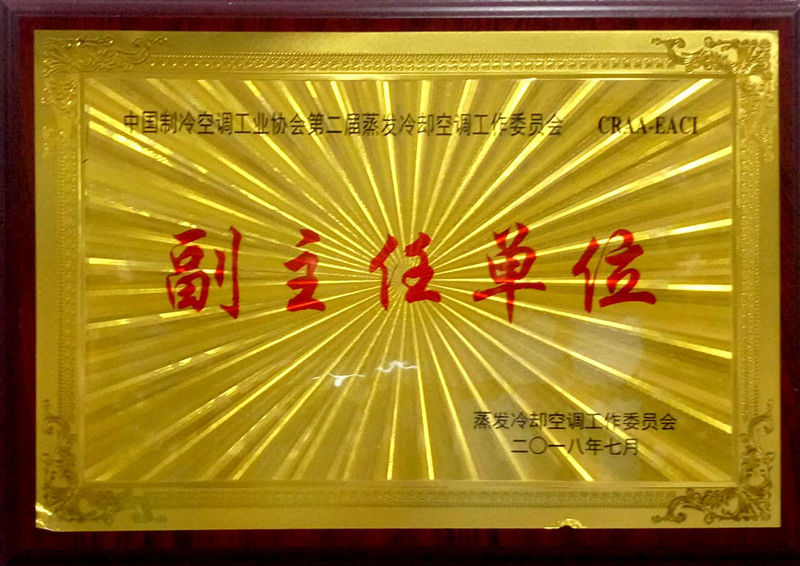 中国制冷空调工业协会第二届蒸发冷却空调工作委员会 CRAA-EACI
副主任单位
蒸发冷却空调工作委员会
二〇一八年七月